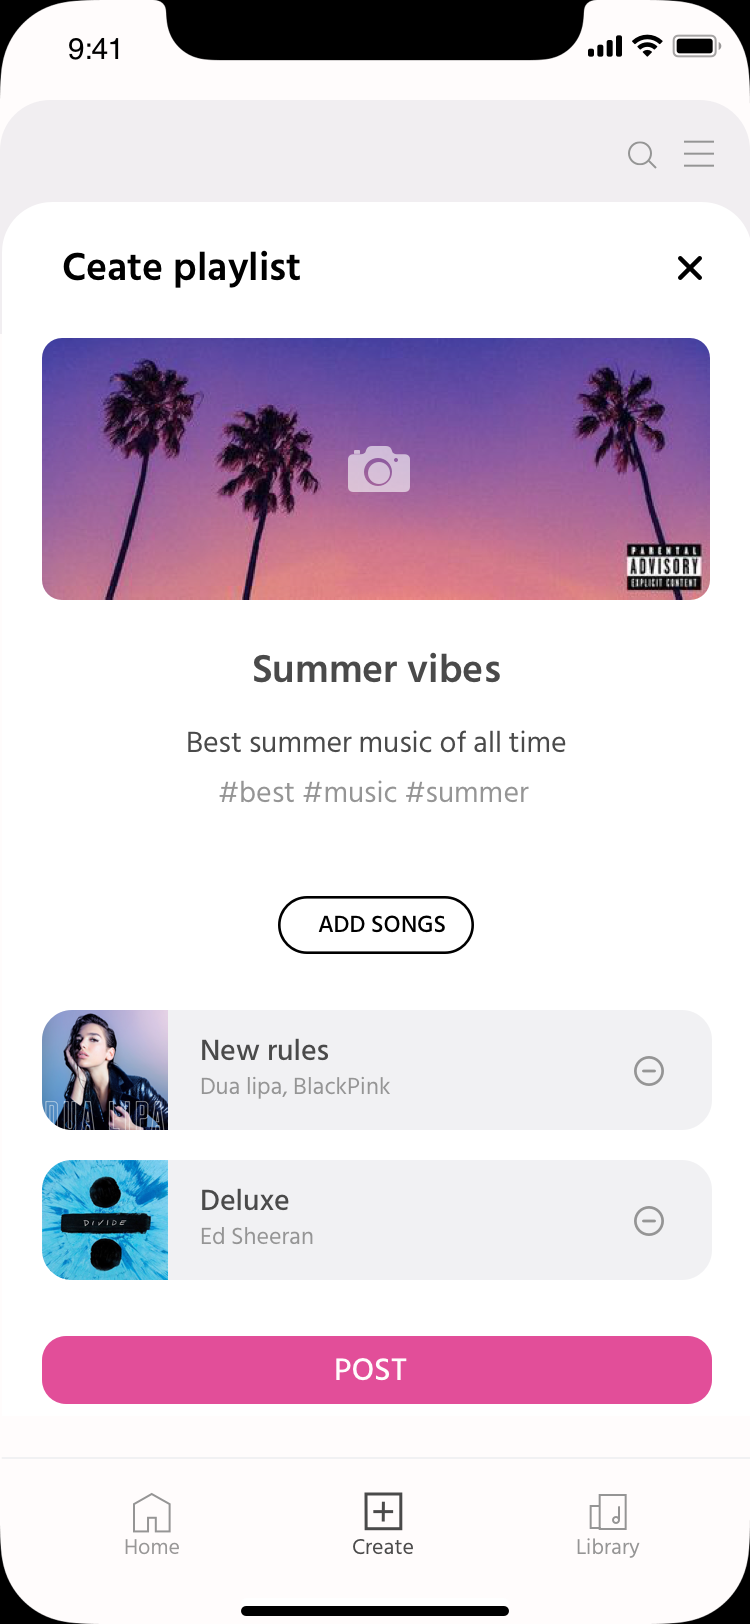 9:41
Ceate playlist
PARENTAL
ADVISORY
EXPLICIT CONTENT
Summer vibes
Best summer music of all time
#best #music #summer
ADD SONGS
New rules
Dua lipa, BlackPink
DUA LIPA
Deluxe
Ed Sheeran
DIVIDE
POST
Home
Create
Library